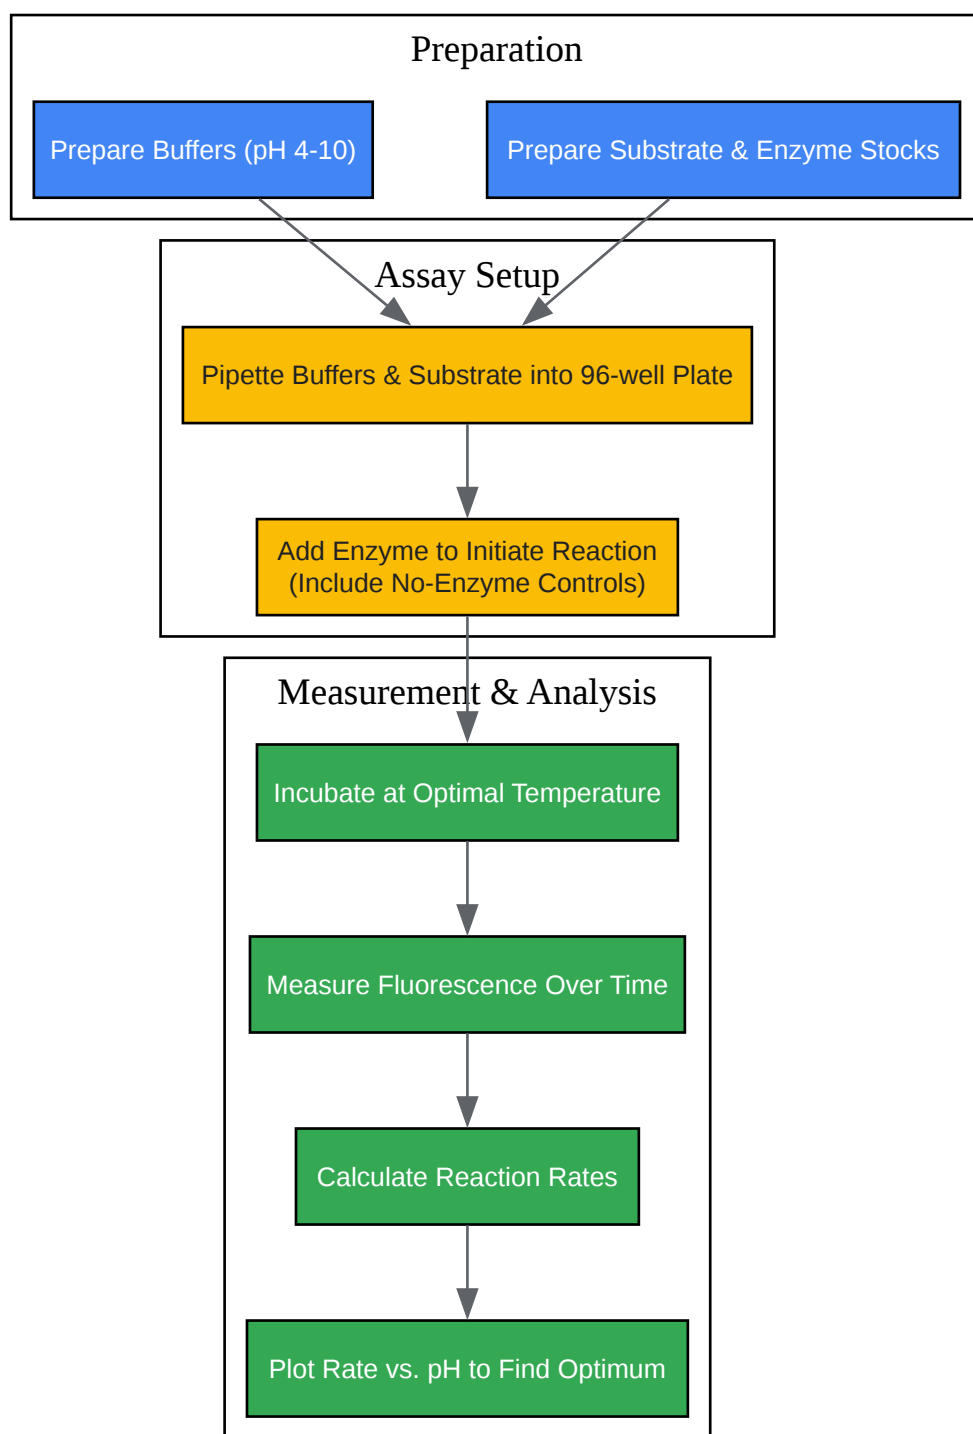 Preparation
Prepare Buffers (pH 4-10)
Prepare Substrate & Enzyme Stocks
Assay Setup
Pipette Buffers & Substrate into 96-well Plate
Add Enzyme to Initiate Reaction
(Include No-Enzyme Controls)
Measurement & Analysis
Incubate at Optimal Temperature
Measure Fluorescence Over Time
Calculate Reaction Rates
Plot Rate vs. pH to Find Optimum